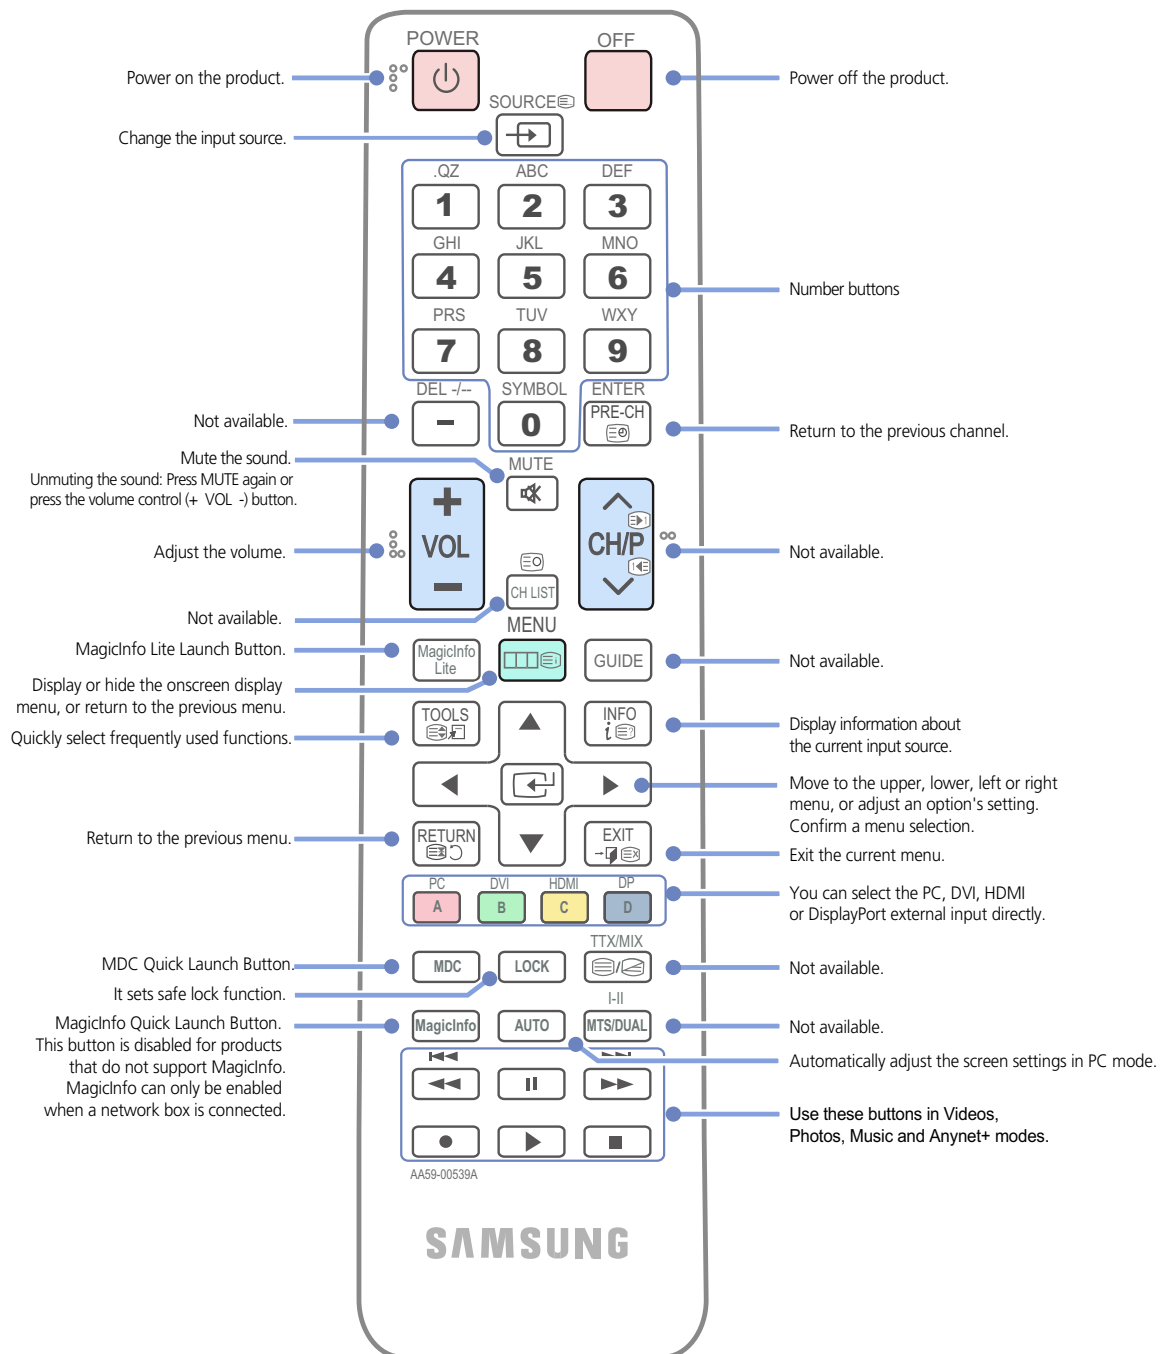 POWER
OFF
Power on the product.
Power off the product.
SOURCE
Change the input source.
.QZ ABC DEF
1 2 3
GHI JKL MNO
4 5 6
Number buttons
PRS TUV WXY
7 8 9
DEL -/-- SYMBOL ENTER
- 0 PRE-CH
Not available.
Return to the previous channel.
Mute the sound.
Unmuting the sound: Press MUTE again or
press the volume control (+ VOL -) button.
MUTE
+
VOL
-
CH/P
Adjust the volume.
Not available.
CH LIST
Not available.
MENU
MagicInfo Lite Launch Button.
MagicInfo
Lite
GUIDE
Not available.
Display or hide the onscreen display
menu, or return to the previous menu.
TOOLS
INFO
Quickly select frequently used functions.
Display information about
the current input source.
Move to the upper, lower, left or right
menu, or adjust an option's setting.
Confirm a menu selection.
Return to the previous menu.
RETURN
EXIT
Exit the current menu.
PC DVI HDMI DP
A B C D
You can select the PC, DVI, HDMI
or DisplayPort external input directly.
TTX/MIX
MDC Quick Launch Button.
MDC LOCK
Not available.
It sets safe lock function.
I-II
MagicInfo Quick Launch Button.
This button is disabled for products
that do not support MagicInfo.
MagicInfo can only be enabled
when a network box is connected.
MagicInfo AUTO MTS/DUAL
Not available.
Automatically adjust the screen settings in PC mode.
Use these buttons in Videos,
Photos, Music and Anynet+ modes.
AA59-00539A
SAMSUNG